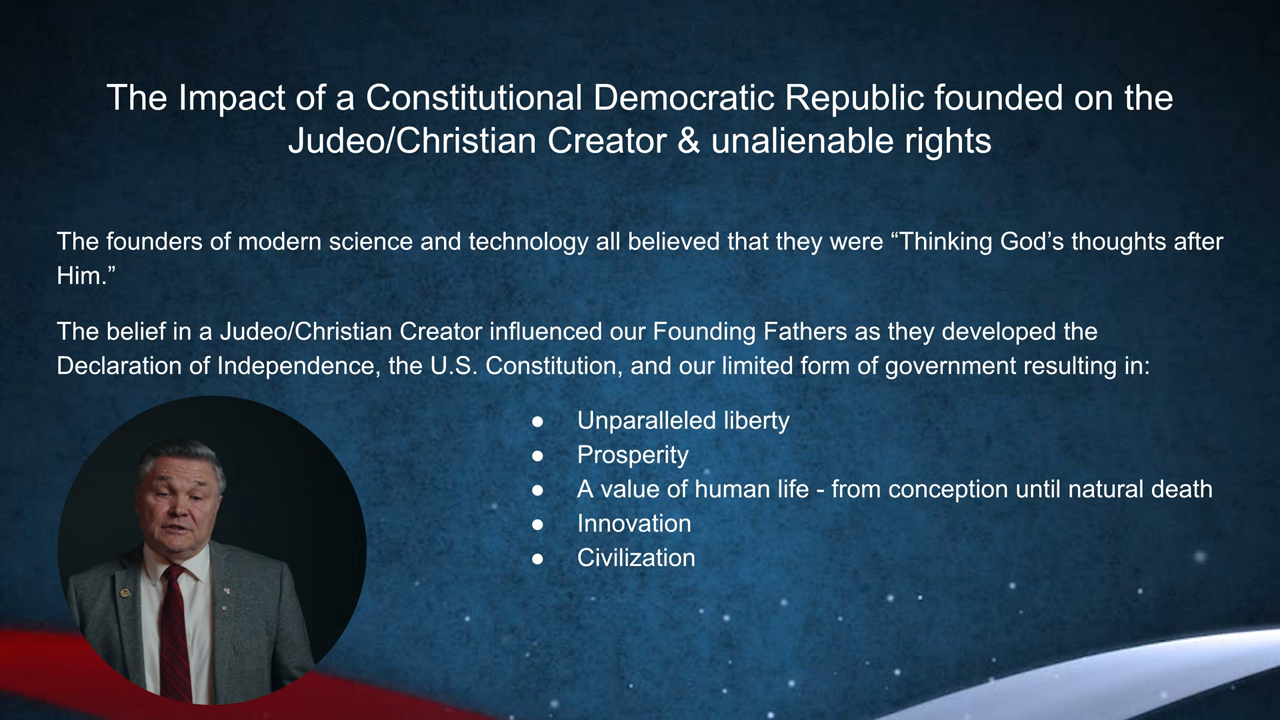 The Impact of a Constitutional Democratic Republic founded on the
Judeo/Christian Creator & unalienable rights
The founders of modern science and technology all believed that they were “Thinking God’s thoughts after
Him.”
The belief in a Judeo/Christian Creator influenced our Founding Fathers as they developed the
Declaration of Independence, the U.S. Constitution, and our limited form of government resulting in:
● Unparalleled liberty
● Prosperity
● A value of human life - from conception until natural death
● Innovation
● Civilization